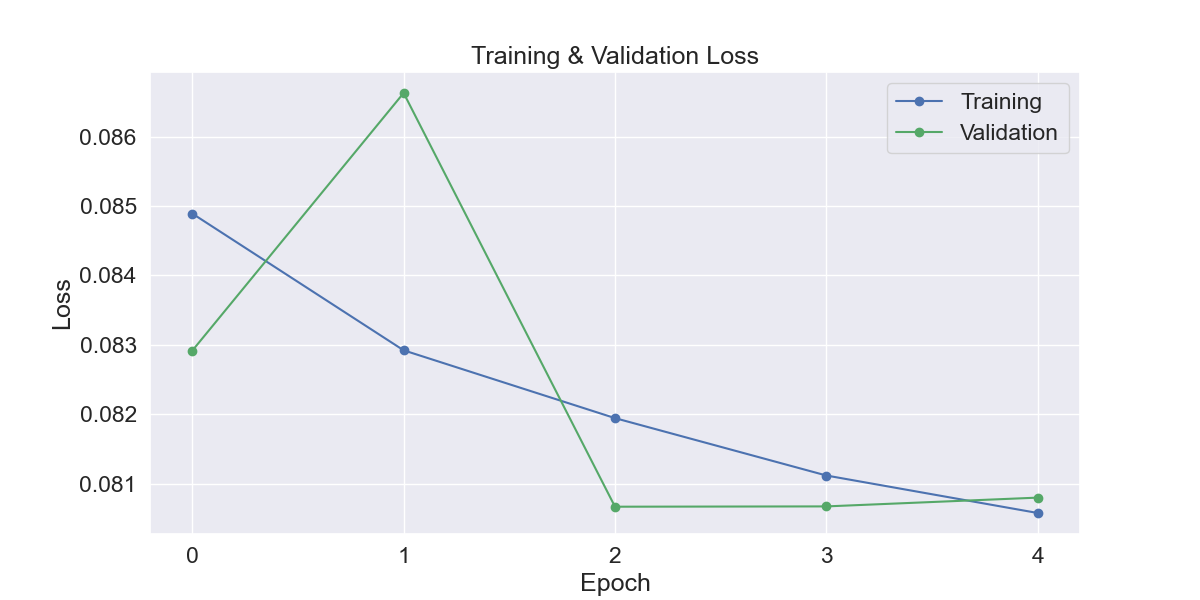 Training & Validation Loss
Training
Validation
0.086
0.085
0.084
0.083
0.082
0.081
Loss
0 1 2 3 4
Epoch